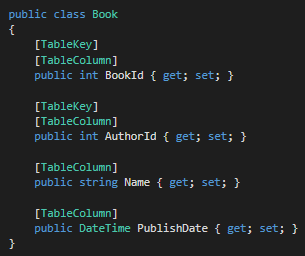 public class Book
{
    [TableKey]
    [TableColumn]
    public int BookId { get; set; }

    [TableKey]
    [TableColumn]
    public int AuthorId { get; set; }

    [TableColumn]
    public string Name { get; set; }

    [TableColumn]
    public DateTime PublishDate { get; set; }
}